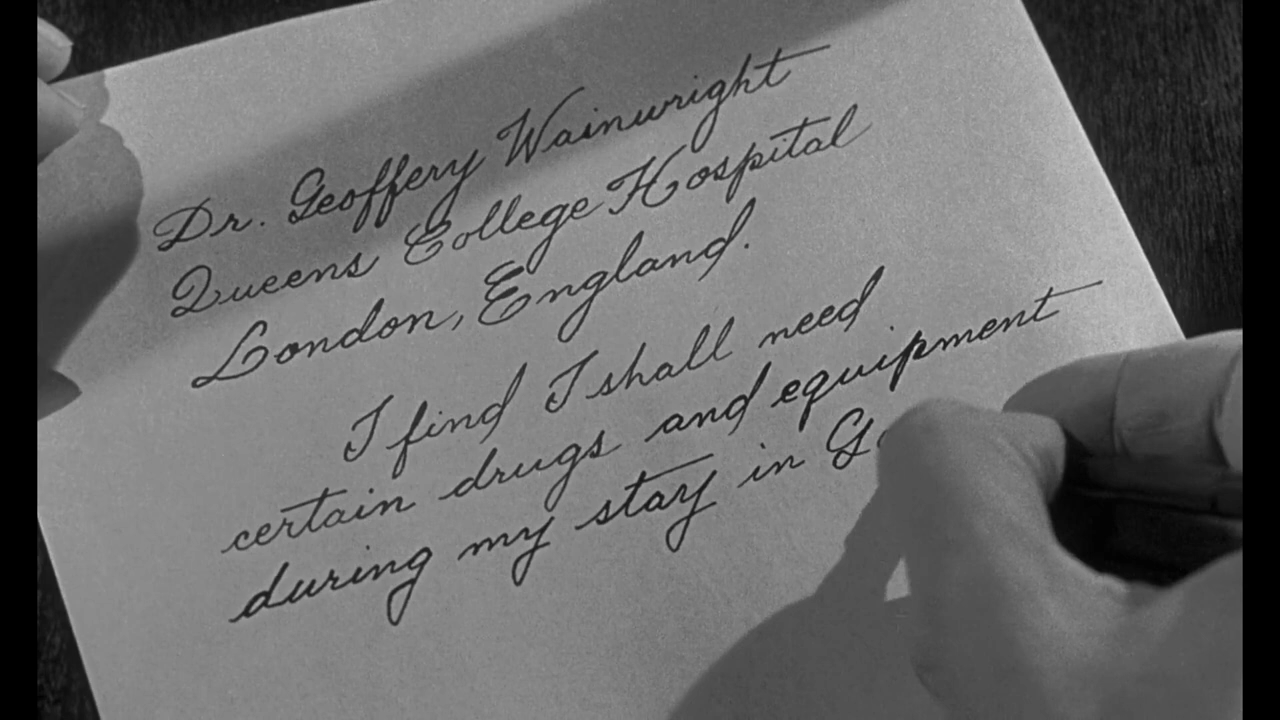 Dr. Geoffery Wainwright
Queens College Hospital
London, England.
I find I shall need
certain drugs and equipment
during my stay in